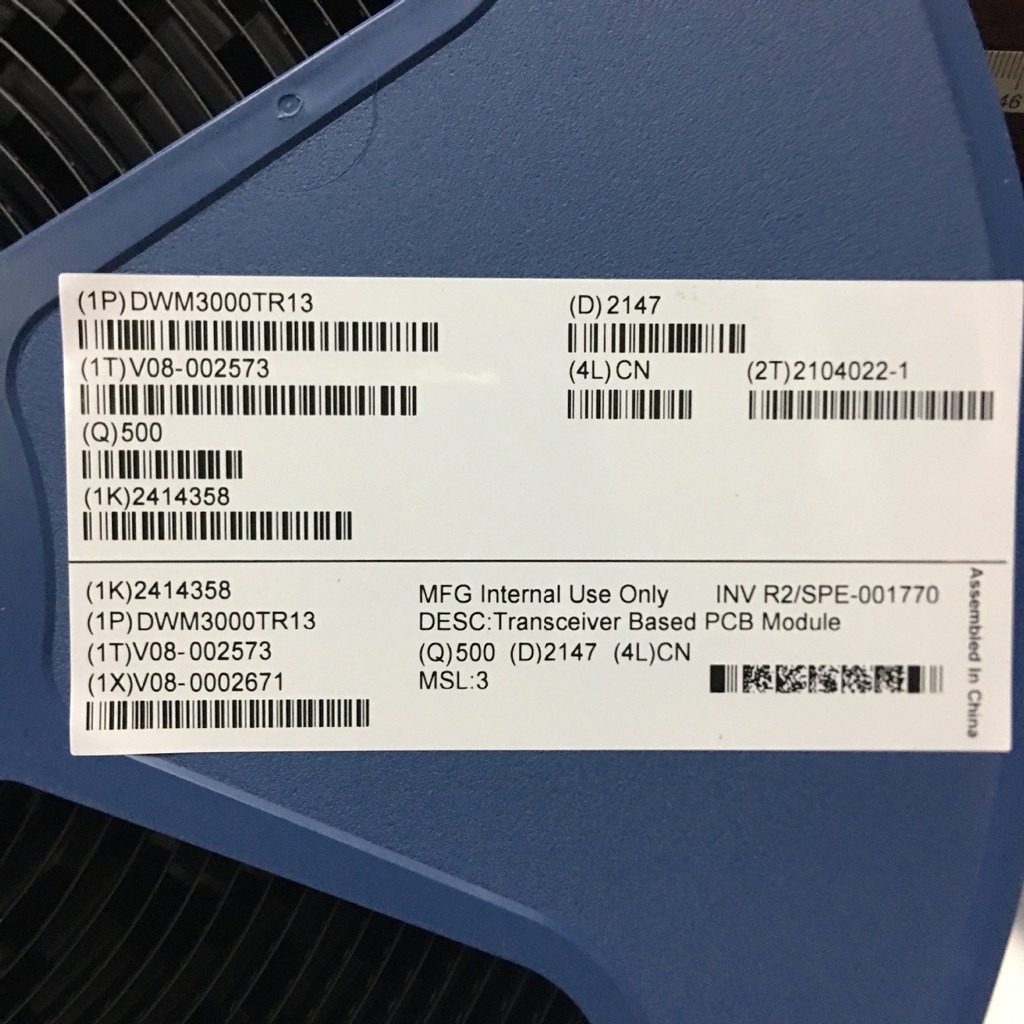 (1P)DWM3000TR13
(D)2147
(1T)V08-002573
(4L)CN
(2T)2104022-1
(Q)500
(1K)2414358
(1K)2414358
MFG Internal Use Only
INV R2/SPE-001770
(1P)DWM3000TR13
DESC:Transceiver Based PCB Module
(1T)V08-002573
(Q)500 (D)2147 (4L)CN
(1X)V08-0002671
MSL:3
Assembled In China
46